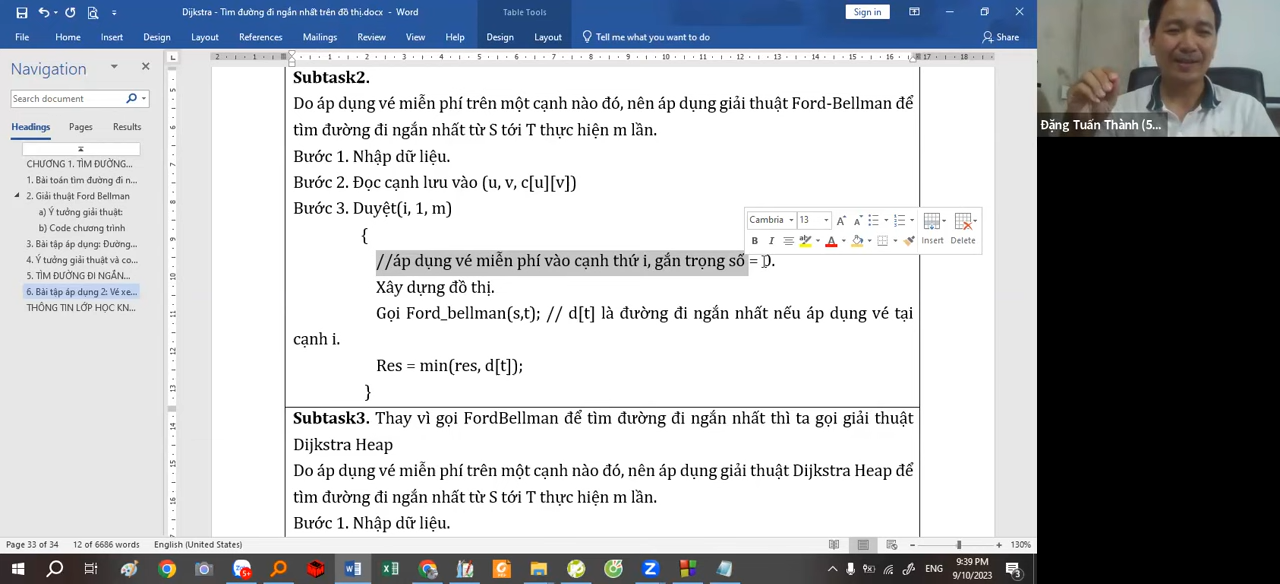 Dijkstra - Tìm đường đi ngắn nhất trên đồ thị.docx - Word
Table Tools
Sign in
File
Home
Insert
Design
Layout
References
Mailings
Review
View
Help
Design
Layout
Tell me what you want to do
Share
Navigation
Search document
Headings
Pages
Results
CHƯƠNG 1. TÌM ĐƯỜNG...
1. Bài toán tìm đường đi n...
2. Giải thuật Ford Bellman
a) Ý tưởng giải thuật:
b) Code chương trình
3. Bài tập áp dụng: Đường...
4. Ý tưởng giải thuật và co...
5. TÌM ĐƯỜNG ĐI NGẮN...
6. Bài tập áp dụng 2: Vé xe...
THÔNG TIN LỚP HỌC KN...
Subtask2.
Do áp dụng vé miễn phí trên một cạnh nào đó, nên áp dụng giải thuật Ford-Bellman để
tìm đường đi ngắn nhất từ S tới T thực hiện m lần.
Bước 1. Nhập dữ liệu.
Bước 2. Đọc cạnh lưu vào (u, v, c[u][v])
Bước 3. Duyệt(i, 1, m)
{
//áp dụng vé miễn phí vào cạnh thứ i, gắn trọng số = 0.
Xây dựng đồ thị.
Gọi Ford_bellman(s,t); // d[t] là đường đi ngắn nhất nếu áp dụng vé tại
cạnh i.
Res = min(res, d[t]);
}
Subtask3. Thay vì gọi FordBellman để tìm đường đi ngắn nhất thì ta gọi giải thuật
Dijkstra Heap
Do áp dụng vé miễn phí trên một cạnh nào đó, nên áp dụng giải thuật Dijkstra Heap để
tìm đường đi ngắn nhất từ S tới T thực hiện m lần.
Bước 1. Nhập dữ liệu.
Cambria
13
Insert
Delete
Đặng Tuấn Thành (5...
Page 33 of 34
12 of 6686 words
English (United States)
130%
ENG
9:39 PM
9/10/2023